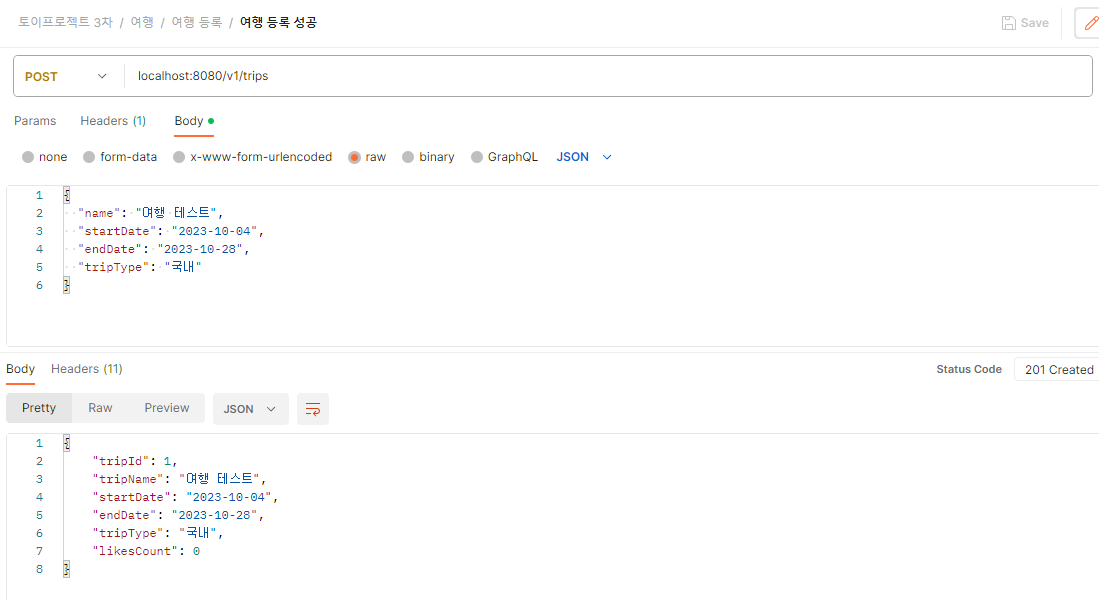 토이프로젝트 3차 / 여행 / 여행 등록 / 여행 등록 성공 Save
POST localhost:8080/v1/trips
Params Headers (1) Body
none form-data x-www-form-urlencoded raw binary GraphQL JSON
1 {
2 "name": "여행 테스트",
3 "startDate": "2023-10-04",
4 "endDate": "2023-10-28",
5 "tripType": "국내"
6 }
Body Headers (11) Status Code 201 Created
Pretty Raw Preview JSON
1 {
2 "tripId": 1,
3 "tripName": "여행 테스트",
4 "startDate": "2023-10-04",
5 "endDate": "2023-10-28",
6 "tripType": "국내",
7 "likesCount": 0
8 }